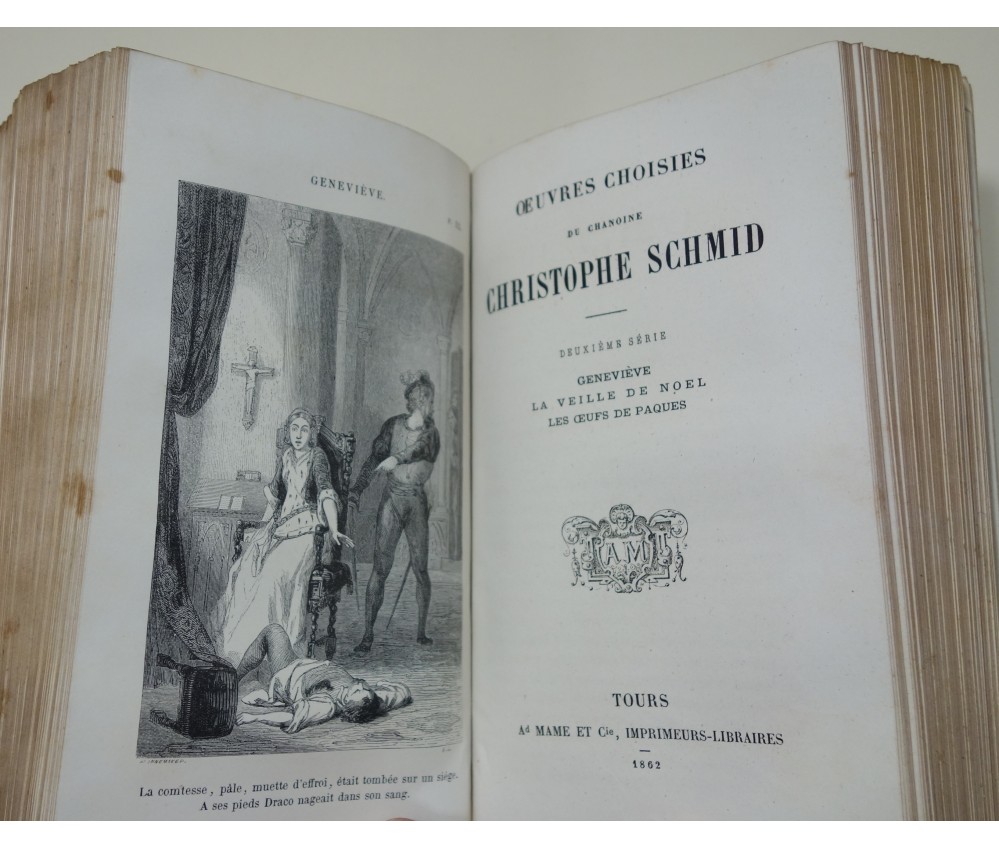 GENEVIÈVE.
La comtesse, pâle, muette d'effroi, était tombée sur un siége.
A ses pieds Draco nageait dans son sang.
ŒUVRES CHOISIES
DU CHANOINE
CHRISTOPHE SCHMID
DEUXIÈME SÉRIE
GENEVIÈVE
LA VEILLE DE NOEL
LES ŒUFS DE PAQUES
AM
TOURS
Ad MAME ET Cie, IMPRIMEURS-LIBRAIRES
1862